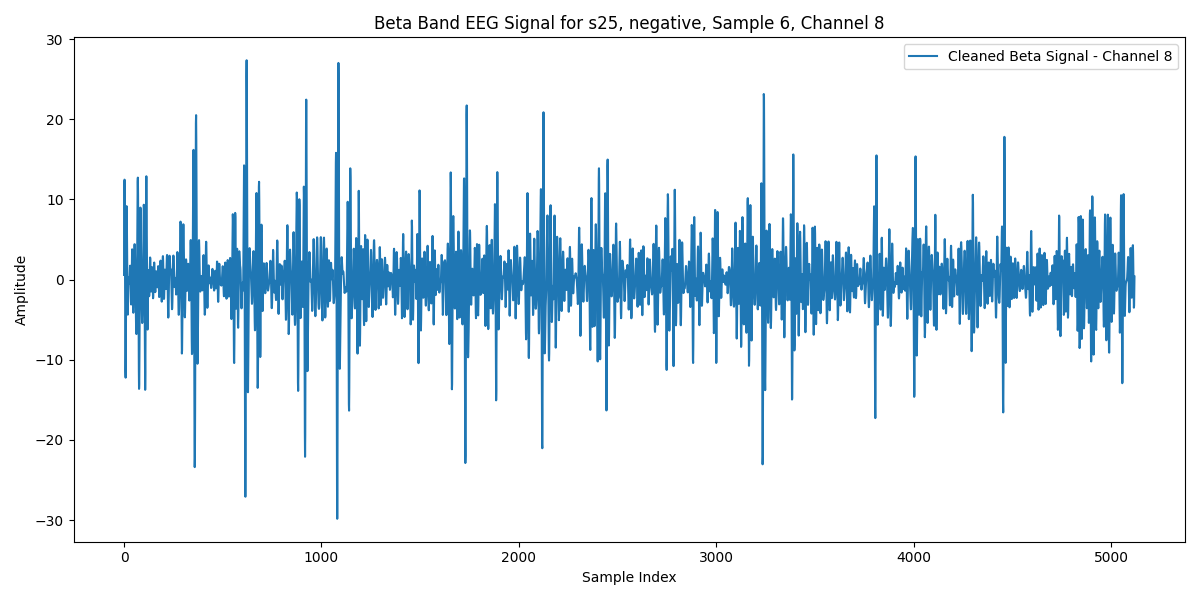 Beta Band EEG Signal for s25, negative, Sample 6, Channel 8
Cleaned Beta Signal - Channel 8
Amplitude
30
20
10
0
−10
−20
−30
0 1000 2000 3000 4000 5000
Sample Index